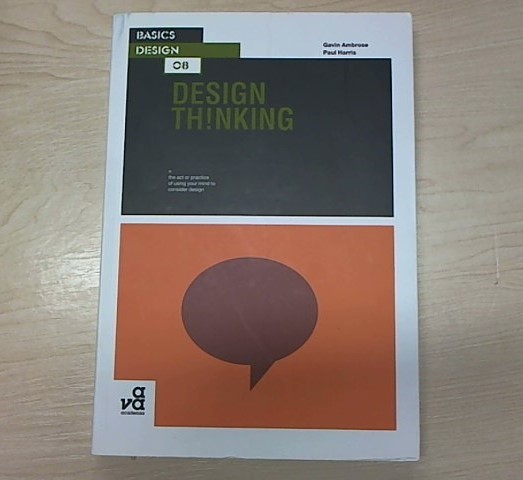 BASICS
DESIGN
08
Gavin Ambrose
Paul Harris
DESIGN
TH!NKING
n
the act or practice
of using your mind to
consider design
ava
academia